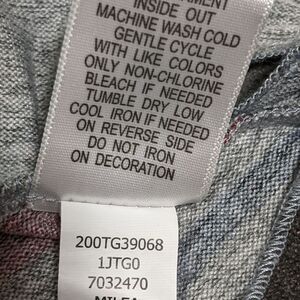 INSIDE OUT
MACHINE WASH COLD
GENTLE CYCLE
WITH LIKE COLORS
ONLY NON-CHLORINE
BLEACH IF NEEDED
TUMBLE DRY LOW
COOL IRON IF NEEDED
ON REVERSE SIDE
DO NOT IRON
ON DECORATION
200TG39068
1JTG0
7032470